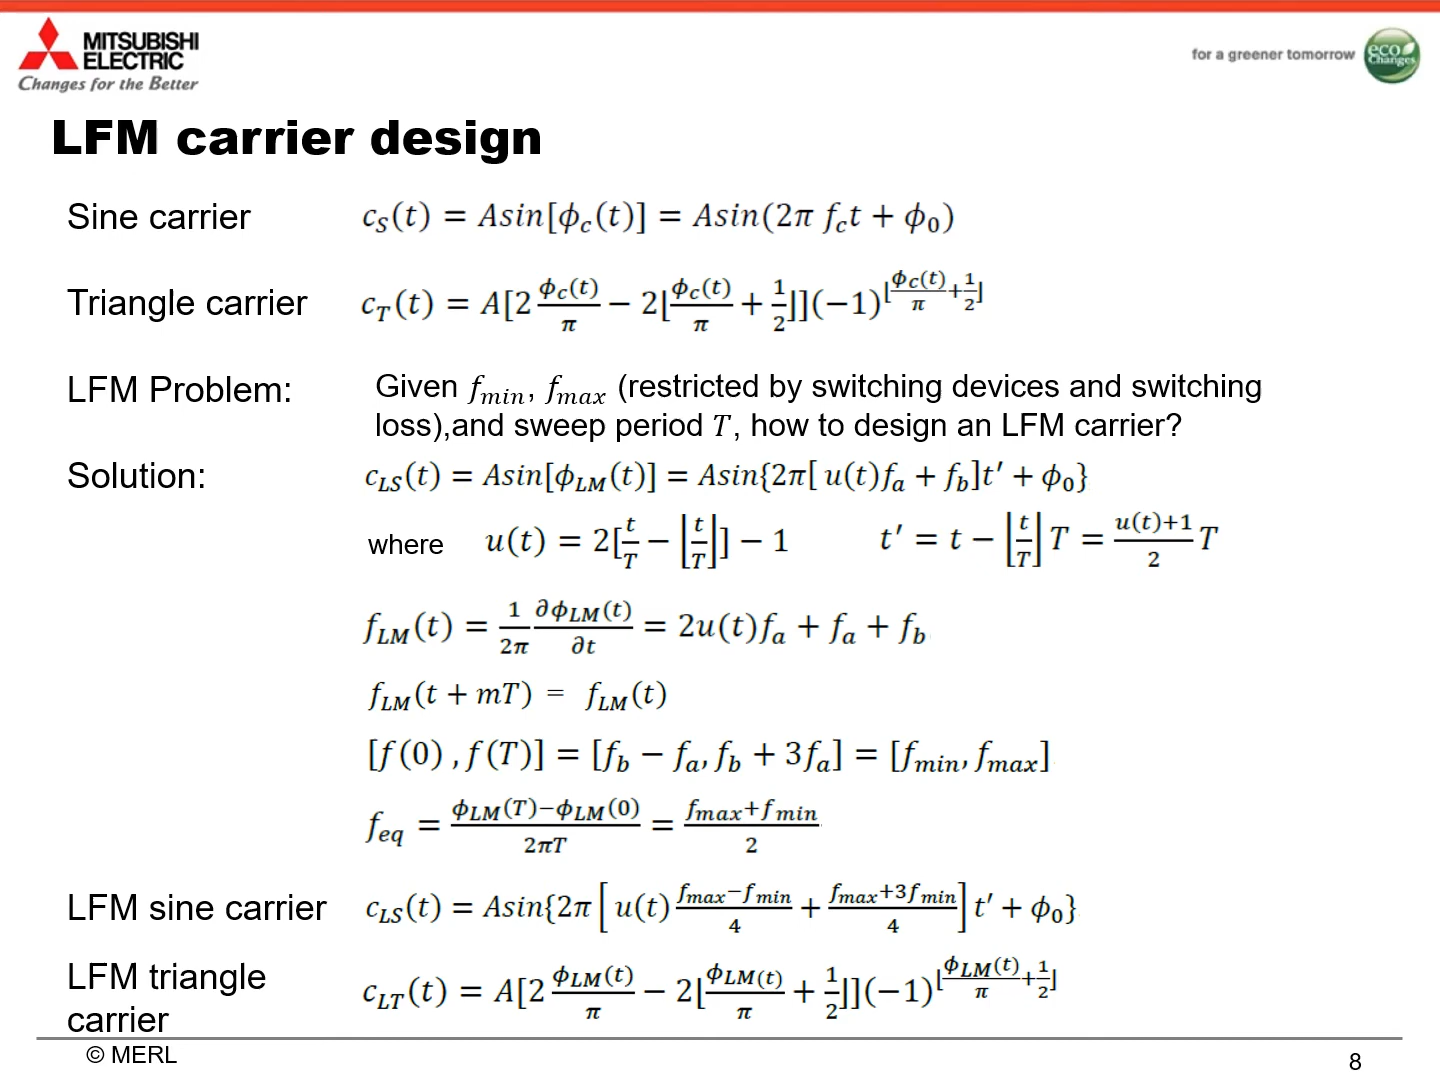 MITSUBISHI
ELECTRIC
Changes for the Better
for a greener tomorrow
eco
Changes
LFM carrier design
Sine carrier c_S(t) = Asin[ϕ_c(t)] = Asin(2π f_c t + ϕ_0)
Triangle carrier c_T(t) = A[2 ϕ_c(t)/π − 2⌊ϕ_c(t)/π + 1/2⌋](−1)^⌊ϕ_c(t)/π + 1/2⌋
LFM Problem: Given f_min, f_max (restricted by switching devices and switching
loss),and sweep period T, how to design an LFM carrier?
Solution: c_LS(t) = Asin[ϕ_LM(t)] = Asin{2π[ u(t)f_a + f_b]t′ + ϕ_0}
where u(t) = 2[t/T − ⌊t/T⌋] − 1 t′ = t − ⌊t/T⌋ T = (u(t)+1)/2 T
f_LM(t) = 1/2π ∂ϕ_LM(t)/∂t = 2u(t)f_a + f_a + f_b
f_LM(t + mT) = f_LM(t)
[f(0) , f(T)] = [f_b − f_a, f_b + 3f_a] = [f_min, f_max]
f_eq = (ϕ_LM(T)−ϕ_LM(0))/2πT = (f_max+f_min)/2
LFM sine carrier c_LS(t) = Asin{2π[ u(t) (f_max−f_min)/4 + (f_max+3f_min)/4 ] t′ + ϕ_0}
LFM triangle
carrier c_LT(t) = A[2 ϕ_LM(t)/π − 2⌊ϕ_LM(t)/π + 1/2⌋](−1)^⌊ϕ_LM(t)/π + 1/2⌋
© MERL
8